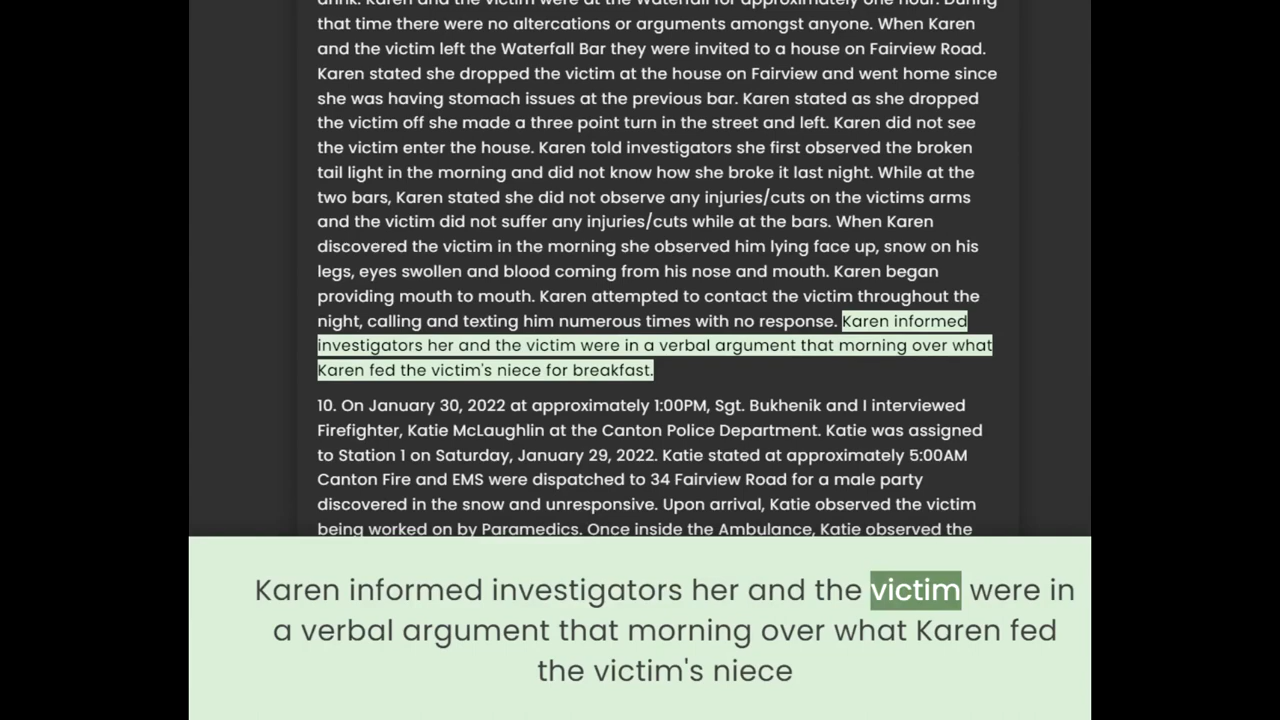 drink. Karen and the victim were at the Waterfall for approximately one hour. During
that time there were no altercations or arguments amongst anyone. When Karen
and the victim left the Waterfall Bar they were invited to a house on Fairview Road.
Karen stated she dropped the victim at the house on Fairview and went home since
she was having stomach issues at the previous bar. Karen stated as she dropped
the victim off she made a three point turn in the street and left. Karen did not see
the victim enter the house. Karen told investigators she first observed the broken
tail light in the morning and did not know how she broke it last night. While at the
two bars, Karen stated she did not observe any injuries/cuts on the victims arms
and the victim did not suffer any injuries/cuts while at the bars. When Karen
discovered the victim in the morning she observed him lying face up, snow on his
legs, eyes swollen and blood coming from his nose and mouth. Karen began
providing mouth to mouth. Karen attempted to contact the victim throughout the
night, calling and texting him numerous times with no response. Karen informed
investigators her and the victim were in a verbal argument that morning over what
Karen fed the victim's niece for breakfast.
10. On January 30, 2022 at approximately 1:00PM, Sgt. Bukhenik and I interviewed
Firefighter, Katie McLaughlin at the Canton Police Department. Katie was assigned
to Station 1 on Saturday, January 29, 2022. Katie stated at approximately 5:00AM
Canton Fire and EMS were dispatched to 34 Fairview Road for a male party
discovered in the snow and unresponsive. Upon arrival, Katie observed the victim
being worked on by Paramedics. Once inside the Ambulance, Katie observed the
Karen informed investigators her and the victim were in
a verbal argument that morning over what Karen fed
the victim's niece